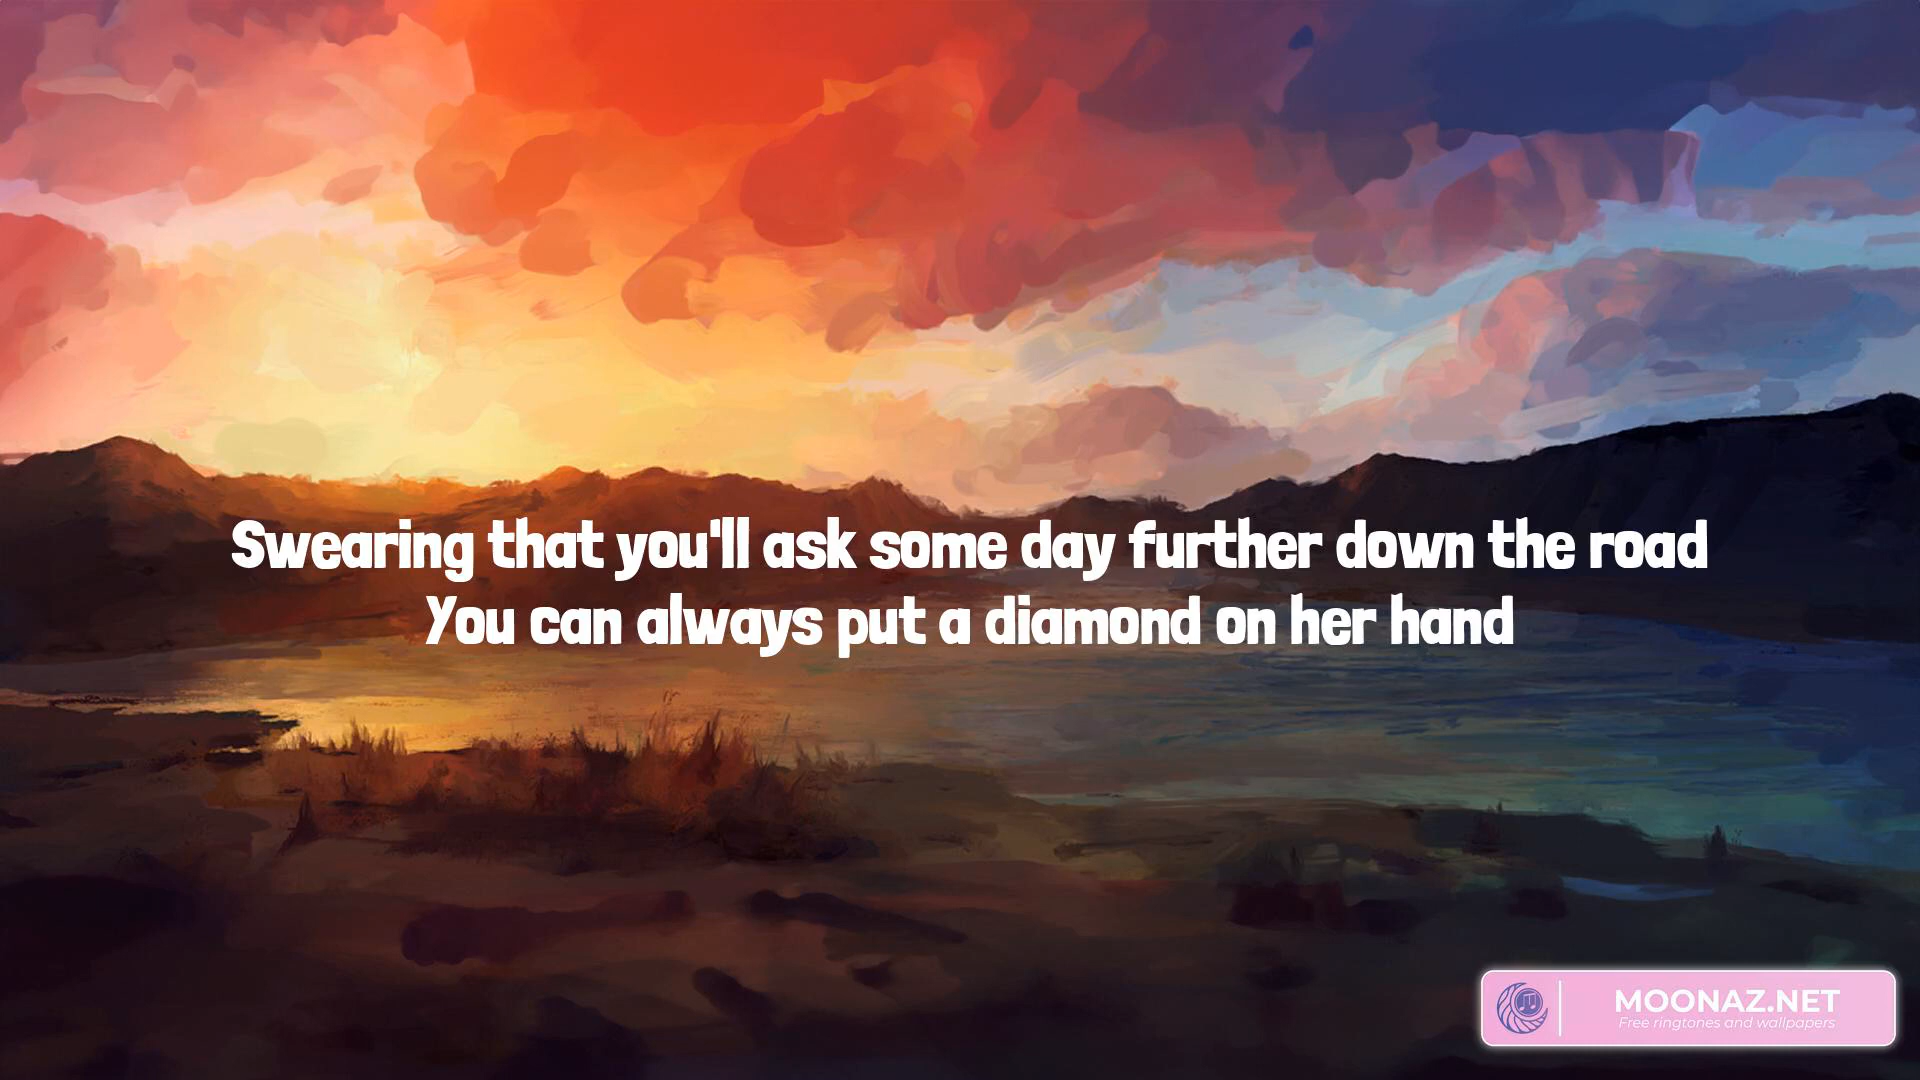 Swearing that you'll ask some day further down the road
You can always put a diamond on her hand
MOONAZ.NET
Free ringtones and wallpapers